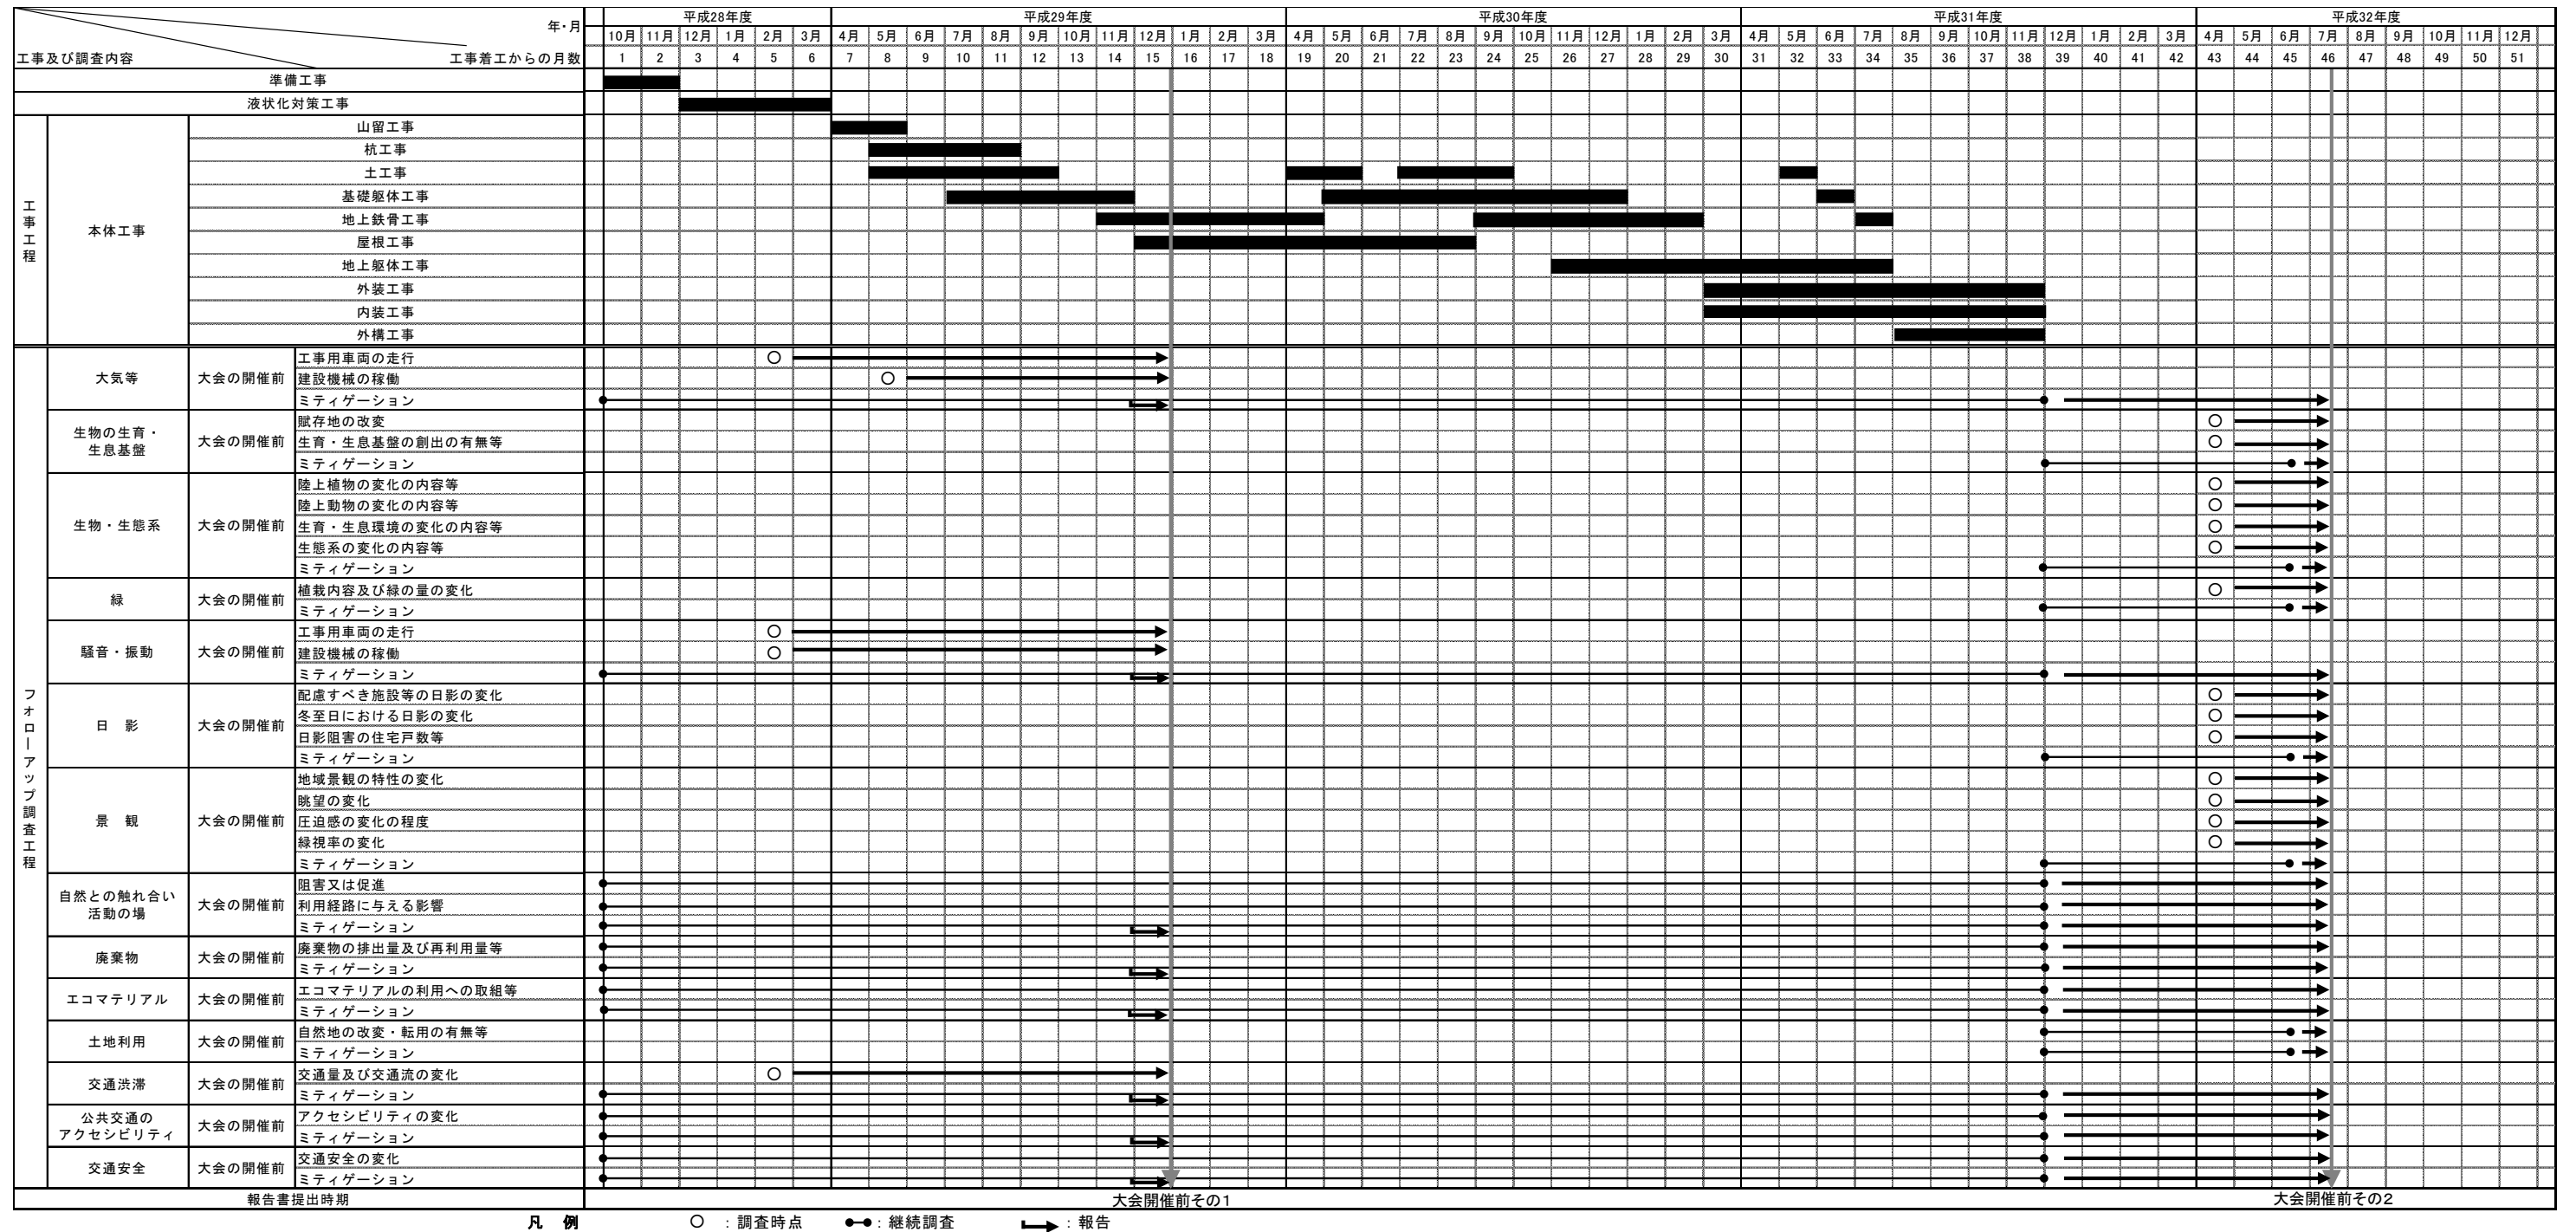 年・月
工事及び調査内容 工事着工からの月数
平成28年度 平成29年度 平成30年度 平成31年度 平成32年度
10月 11月 12月 1月 2月 3月 4月 5月 6月 7月 8月 9月 10月 11月 12月 1月 2月 3月 4月 5月 6月 7月 8月 9月 10月 11月 12月 1月 2月 3月 4月 5月 6月 7月 8月 9月 10月 11月 12月 1月 2月 3月 4月 5月 6月 7月 8月 9月 10月 11月 12月
1 2 3 4 5 6 7 8 9 10 11 12 13 14 15 16 17 18 19 20 21 22 23 24 25 26 27 28 29 30 31 32 33 34 35 36 37 38 39 40 41 42 43 44 45 46 47 48 49 50 51
準備工事
液状化対策工事
工事工程
本体工事
山留工事
杭工事
土工事
基礎躯体工事
地上鉄骨工事
屋根工事
地上躯体工事
外装工事
内装工事
外構工事
フォローアップ調査工程
大気等
大会の開催前
工事用車両の走行
建設機械の稼働
ミティゲーション
生物の生育・
生息基盤
大会の開催前
賦存地の改変
生育・生息基盤の創出の有無等
ミティゲーション
生物・生態系
大会の開催前
陸上植物の変化の内容等
陸上動物の変化の内容等
生育・生息環境の変化の内容等
生態系の変化の内容等
ミティゲーション
緑
大会の開催前
植栽内容及び緑の量の変化
ミティゲーション
騒音・振動
大会の開催前
工事用車両の走行
建設機械の稼働
ミティゲーション
日 影
大会の開催前
配慮すべき施設等の日影の変化
冬至日における日影の変化
日影阻害の住宅戸数等
ミティゲーション
景 観
大会の開催前
地域景観の特性の変化
眺望の変化
圧迫感の変化の程度
緑視率の変化
ミティゲーション
自然との触れ合い
活動の場
大会の開催前
阻害又は促進
利用経路に与える影響
ミティゲーション
廃棄物
大会の開催前
廃棄物の排出量及び再利用量等
ミティゲーション
エコマテリアル
大会の開催前
エコマテリアルの利用への取組等
ミティゲーション
土地利用
大会の開催前
自然地の改変・転用の有無等
ミティゲーション
交通渋滞
大会の開催前
交通量及び交通流の変化
ミティゲーション
公共交通の
アクセシビリティ
大会の開催前
アクセシビリティの変化
ミティゲーション
交通安全
大会の開催前
交通安全の変化
ミティゲーション
報告書提出時期 大会開催前その1 大会開催前その2
凡 例 ○ :調査時点 :継続調査 :報告